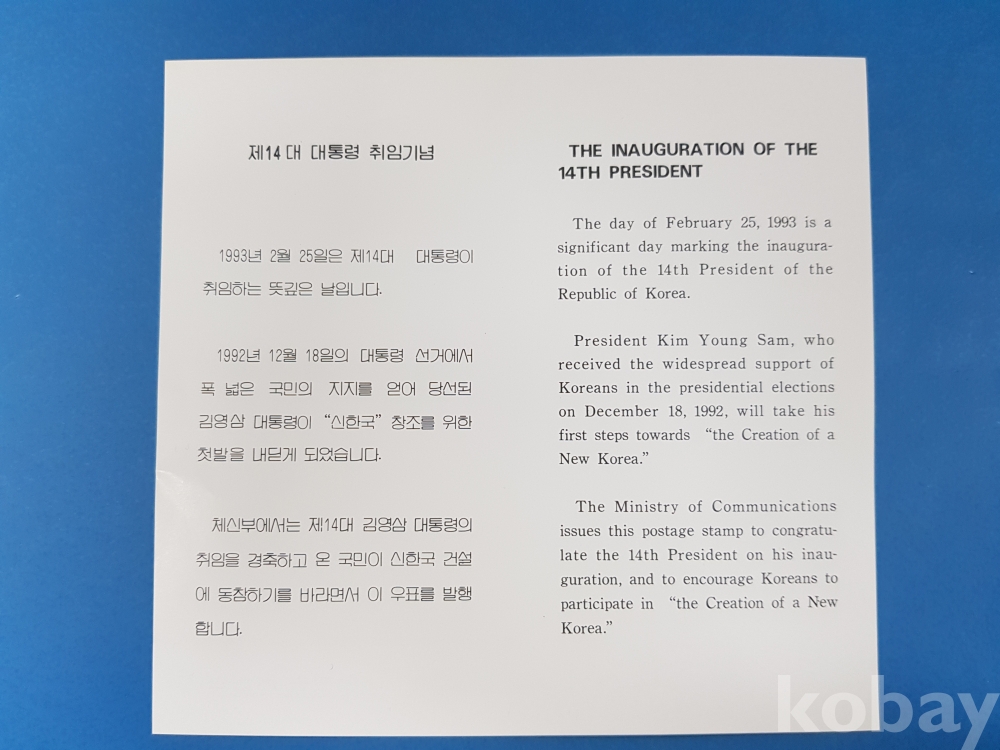 제14대 대통령 취임기념
1993년 2월 25일은 제14대 대통령이
취임하는 뜻깊은 날입니다.
1992년 12월 18일의 대통령 선거에서
폭 넓은 국민의 지지를 얻어 당선된
김영삼 대통령이 “신한국” 창조를 위한
첫발을 내딛게 되었습니다.
체신부에서는 제14대 김영삼 대통령의
취임을 경축하고 온 국민이 신한국 건설
에 동참하기를 바라면서 이 우표를 발행
합니다.
THE INAUGURATION OF THE
14TH PRESIDENT
The day of February 25, 1993 is a
significant day marking the inaugura-
tion of the 14th President of the
Republic of Korea.
President Kim Young Sam, who
received the widespread support of
Koreans in the presidential elections
on December 18, 1992, will take his
first steps towards “the Creation of a
New Korea.”
The Ministry of Communications
issues this postage stamp to congratu-
late the 14th President on his inau-
guration, and to encourage Koreans to
participate in “the Creation of a New
Korea.”
kobay